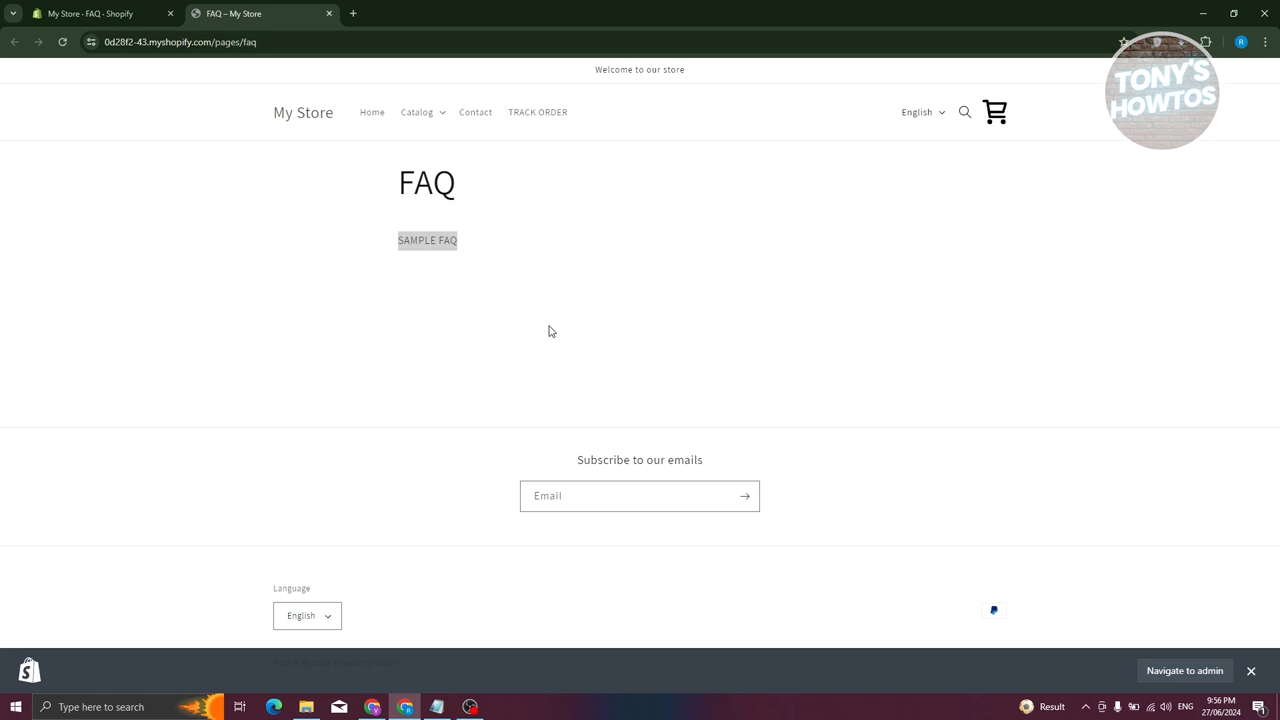 My Store · FAQ · Shopify
FAQ – My Store
0d28f2-43.myshopify.com/pages/faq
R
TONY'S
HOWTOS
Welcome to our store
My Store
Home
Catalog
Contact
TRACK ORDER
English
FAQ
SAMPLE FAQ
Subscribe to our emails
Email
Language
English
Navigate to admin
Type here to search
Result
ENG
9:56 PM
27/06/2024